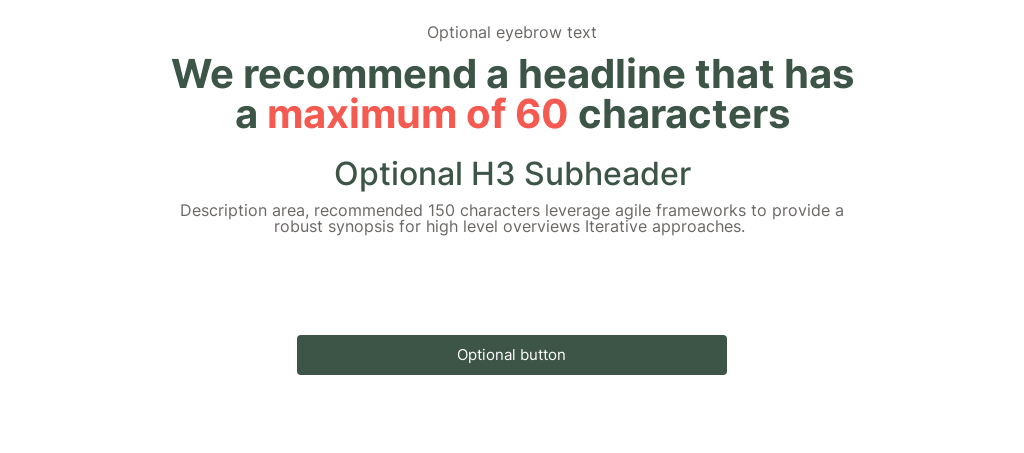 Optional eyebrow text
We recommend a headline that has
a maximum of 60 characters
Optional H3 Subheader
Description area, recommended 150 characters leverage agile frameworks to provide a
robust synopsis for high level overviews Iterative approaches.
Optional button